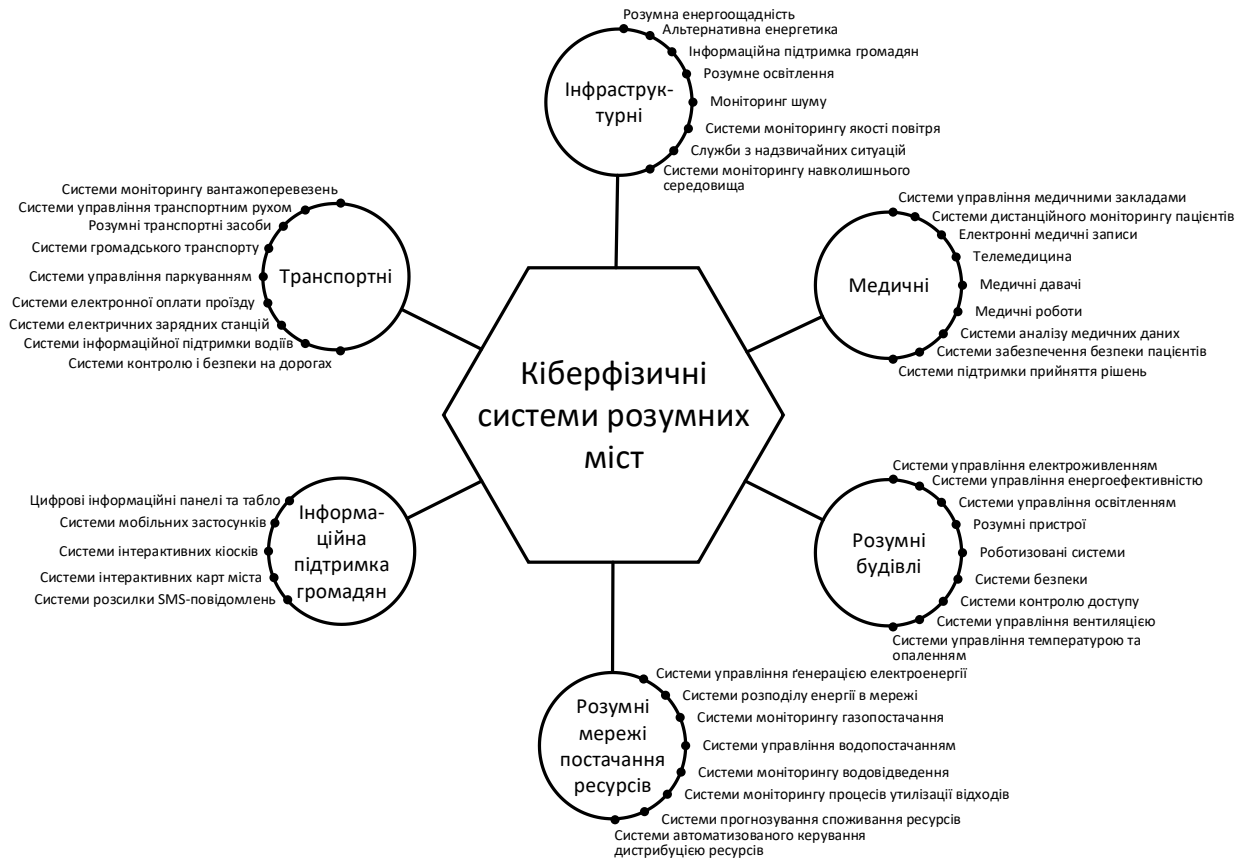 Розумна енергоощадність
Альтернативна енергетика
Інформаційна підтримка громадян
Розумне освітлення
Моніторинг шуму
Системи моніторингу якості повітря
Служби з надзвичайних ситуацій
Системи моніторингу навколишнього
середовища
Інфраструк-
турні
Системи моніторингу вантажоперевезень
Системи управління транспортним рухом
Розумні транспортні засоби
Системи громадського транспорту
Системи управління паркуванням
Системи електронної оплати проїзду
Системи електричних зарядних станцій
Системи інформаційної підтримки водіїв
Системи контролю і безпеки на дорогах
Транспортні
Системи управління медичними закладами
Системи дистанційного моніторингу пацієнтів
Електронні медичні записи
Телемедицина
Медичні давачі
Медичні роботи
Системи аналізу медичних даних
Системи забезпечення безпеки пацієнтів
Системи підтримки прийняття рішень
Медичні
Кіберфізичні
системи розумних
міст
Цифрові інформаційні панелі та табло
Системи мобільних застосунків
Системи інтерактивних кіосків
Системи інтерактивних карт міста
Системи розсилки SMS-повідомлень
Інформа-
ційна
підтримка
громадян
Системи управління електроживленням
Системи управління енергоефективністю
Системи управління освітленням
Розумні пристрої
Роботизовані системи
Системи безпеки
Системи контролю доступу
Системи управління вентиляцією
Системи управління температурою та
опаленням
Розумні
будівлі
Системи управління ґенерацією електроенергії
Системи розподілу енергії в мережі
Системи моніторингу газопостачання
Системи управління водопостачанням
Системи моніторингу водовідведення
Системи моніторингу процесів утилізації відходів
Системи прогнозування споживання ресурсів
Системи автоматизованого керування
дистрибуцією ресурсів
Розумні
мережі
постачання
ресурсів